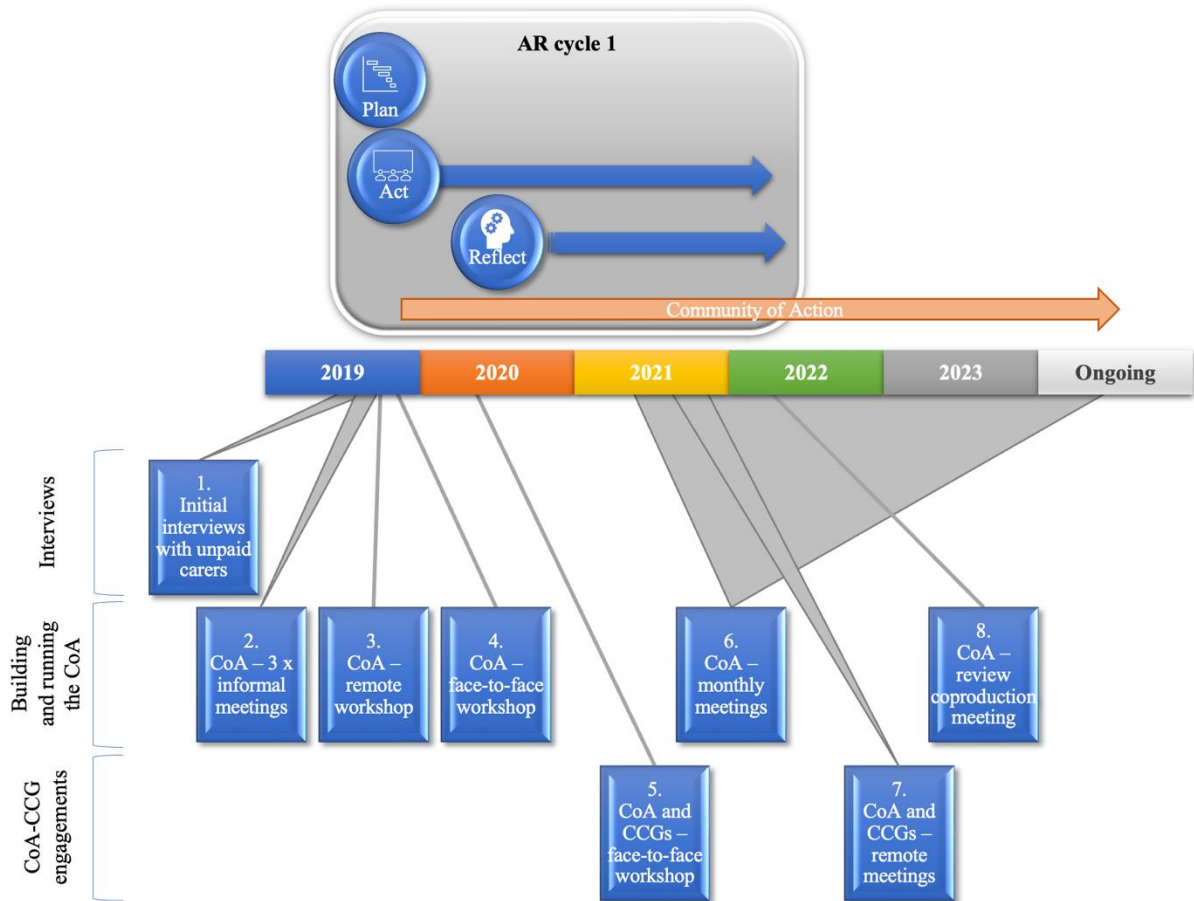 AR cycle 1
Plan
Act
Reflect
Community of Action
2019
2020
2021
2022
2023
Ongoing
Interviews
1.
Initial
interviews
with unpaid
carers
Building
and running
the CoA
2.
CoA – 3 x
informal
meetings
3.
CoA –
remote
workshop
4.
CoA –
face-to-face
workshop
6.
CoA –
monthly
meetings
8.
CoA –
review
coproduction
meeting
CoA-CCG
engagements
5.
CoA and
CCGs –
face-to-face
workshop
7.
CoA and
CCGs –
remote
meetings